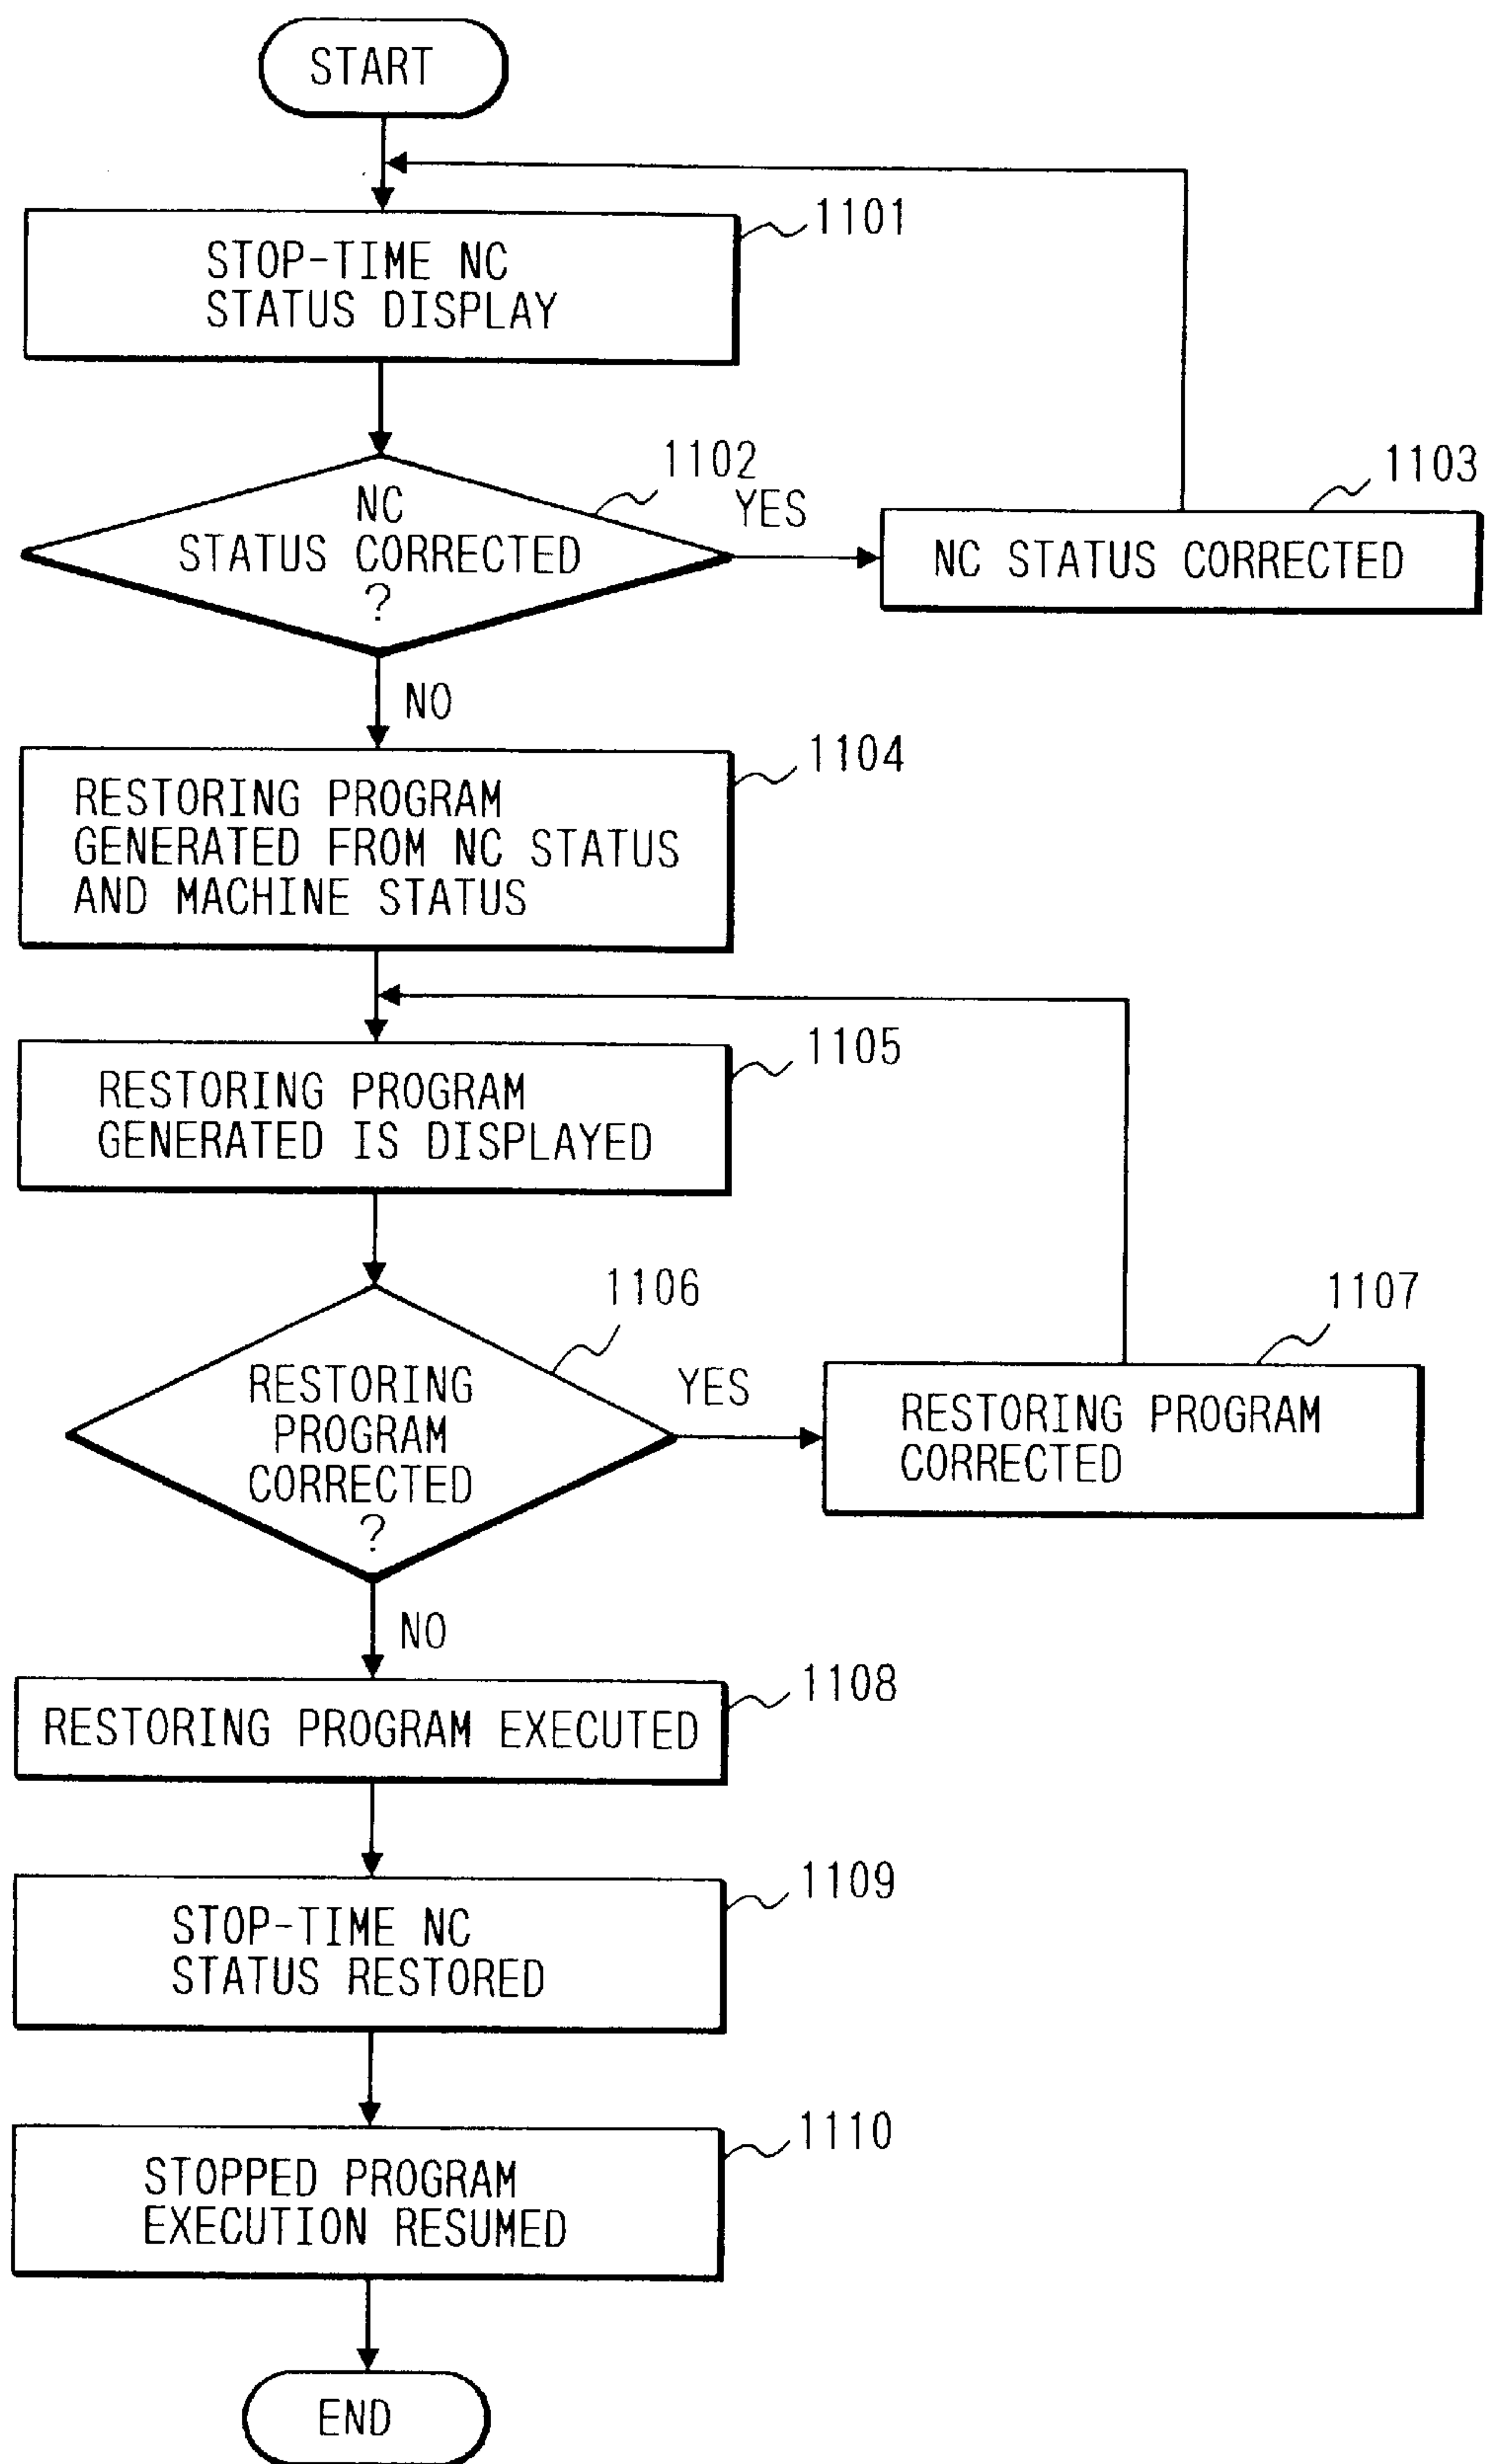 START
1101
STOP-TIME NC
STATUS DISPLAY
1102
NC
STATUS CORRECTED
?
YES
1103
NC STATUS CORRECTED
NO
1104
RESTORING PROGRAM
GENERATED FROM NC STATUS
AND MACHINE STATUS
1105
RESTORING PROGRAM
GENERATED IS DISPLAYED
1106
RESTORING
PROGRAM
CORRECTED
?
YES
1107
RESTORING PROGRAM
CORRECTED
NO
1108
RESTORING PROGRAM EXECUTED
1109
STOP-TIME NC
STATUS RESTORED
1110
STOPPED PROGRAM
EXECUTION RESUMED
END